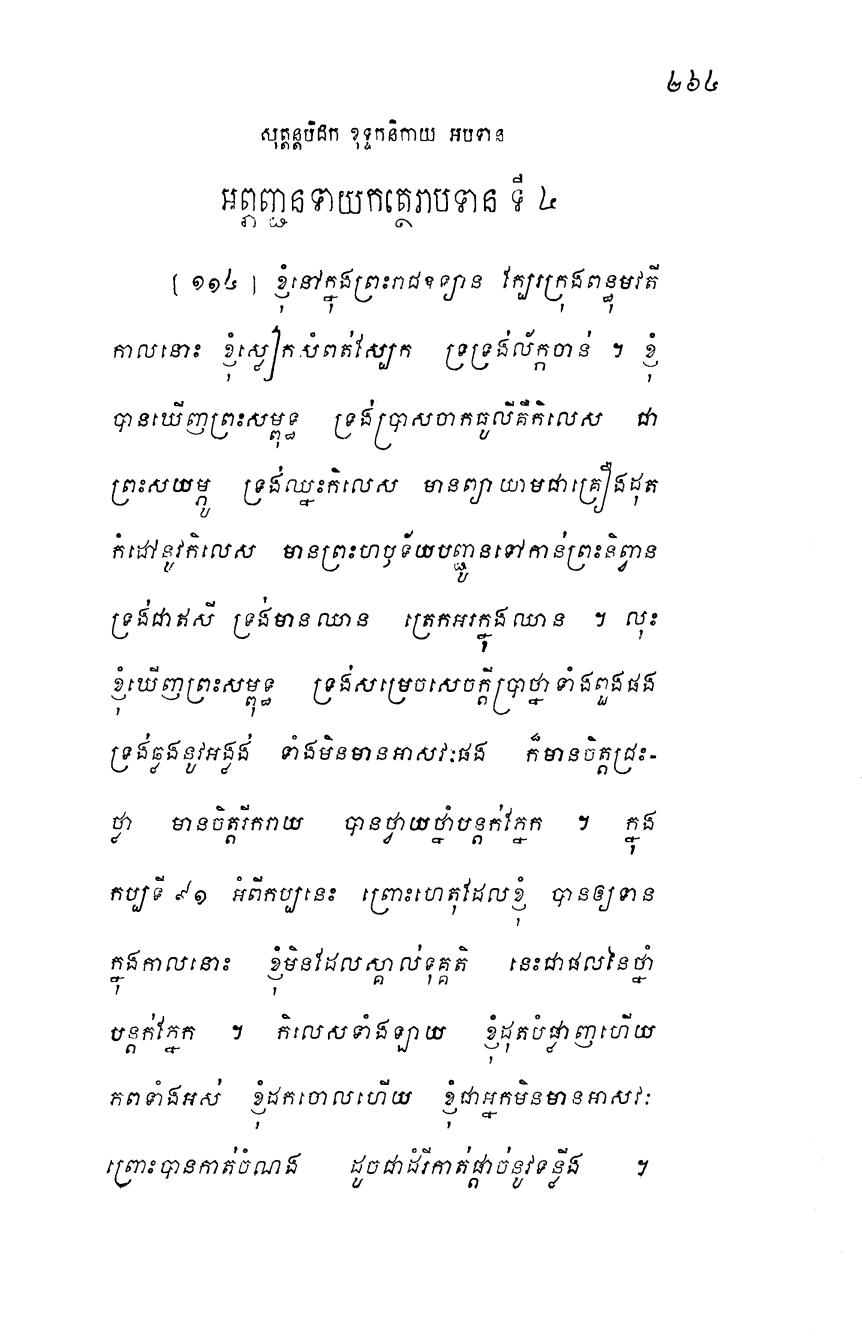 ២៦៤
សុត្តន្តបិដក ខុទ្ទកនិកាយ អបទាន
អព្ភញ្ជនទាយកត្ថេរាបទាន ទី ៤
[ ១១៤ ] ខ្ញុំនៅក្នុងព្រះរាជឧទ្យាន ក្បែរក្រុងពន្ធុមវតី
កាលនោះ ខ្ញុំស្លៀកសំពត់ស្បែក ទ្រទ្រង់ល័ក្តចាន់ ។ ខ្ញុំ
បានឃើញព្រះសម្ពុទ្ធ ទ្រង់ប្រាសចាកធូលីគឺកិលេស ជា
ព្រះសយម្ភូ ទ្រង់ឈ្នះកិលេស មានព្យាយាមជាគ្រឿងដុត
កំដៅនូវកិលេស មានព្រះហឫទ័យបញ្ជូនទៅកាន់ព្រះនិព្វាន
ទ្រង់ជាឥសី ទ្រង់មានឈាន ត្រេកអរក្នុងឈាន ។ លុះ
ខ្ញុំឃើញព្រះសម្ពុទ្ធ ទ្រង់សម្រេចសេចក្តីប្រាថ្នាទាំងពួងផង
ទ្រង់ឆ្លងនូវអន្លង់ ទាំងមិនមានអាសវៈផង ក៏មានចិត្តជ្រះ-
ថ្លា មានចិត្តរីករាយ បានថ្វាយថ្នាំបន្តក់ភ្នែក ។ ក្នុង
កប្បទី ៩១ អំពីកប្បនេះ ព្រោះហេតុដែលខ្ញុំ បានឲ្យទាន
ក្នុងកាលនោះ ខ្ញុំមិនដែលស្គាល់ទុគ្គតិ នេះជាផលនៃថ្នាំ
បន្តក់ភ្នែក ។ កិលេសទាំងឡាយ ខ្ញុំដុតបំផ្លាញហើយ
ភពទាំងអស់ ខ្ញុំដកចោលហើយ ខ្ញុំជាអ្នកមិនមានអាសវៈ
ព្រោះបានកាត់ចំណង ដូចជាដំរីកាត់ផ្តាច់នូវទន្លីង ។